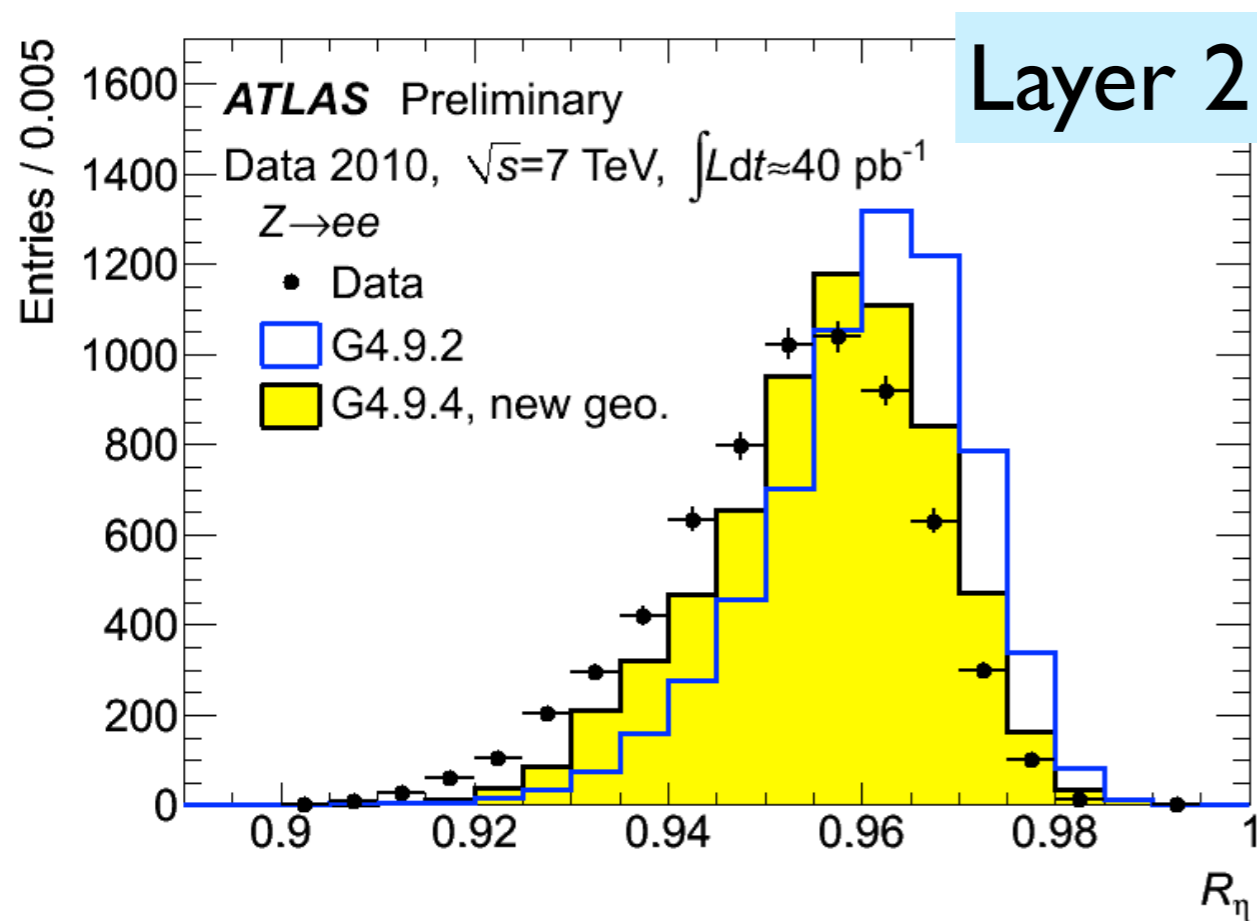 Layer 2
Entries / 0.005
1600
1400
1200
1000
800
600
400
200
0
ATLAS Preliminary
Data 2010, √s=7 TeV, ∫Ldt≈40 pb⁻¹
Z→ee
Data
G4.9.2
G4.9.4, new geo.
0.9 0.92 0.94 0.96 0.98 1
Rη